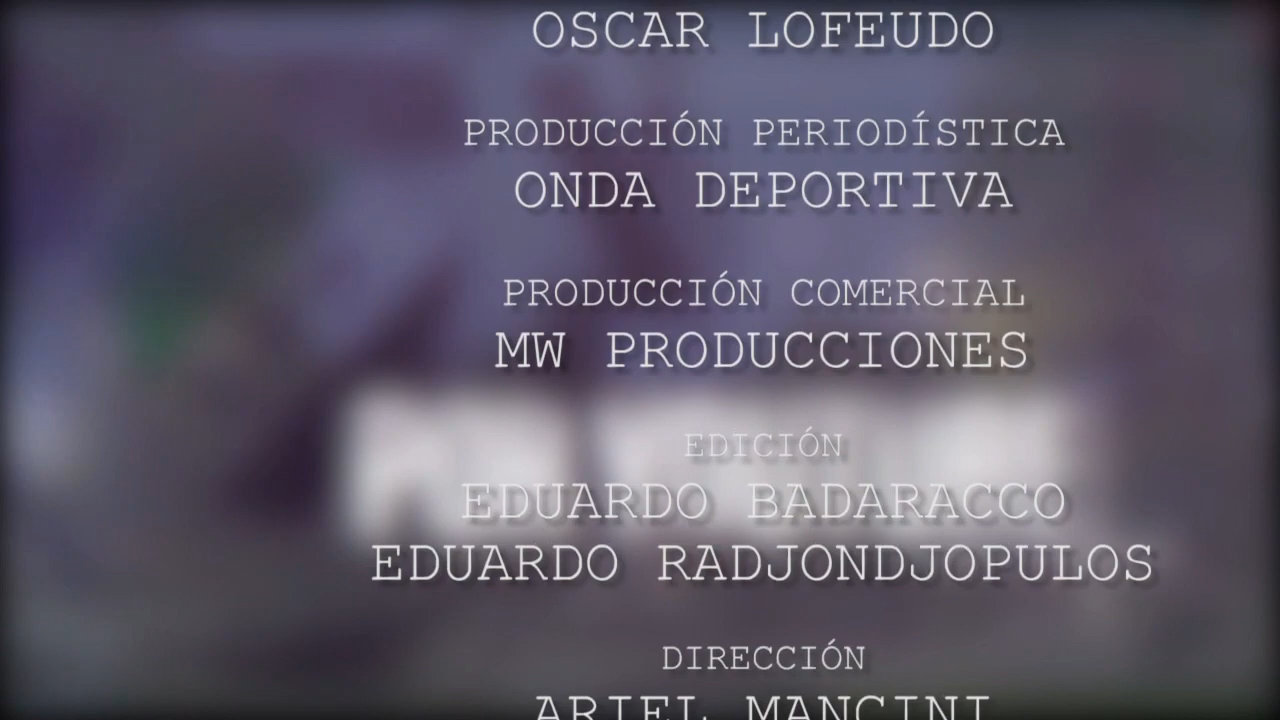 OSCAR LOFEUDO
PRODUCCIÓN PERIODÍSTICA
ONDA DEPORTIVA
PRODUCCIÓN COMERCIAL
MW PRODUCCIONES
EDICIÓN
EDUARDO BADARACCO
EDUARDO RADJONDJOPULOS
DIRECCIÓN
ARIEL MANCINI